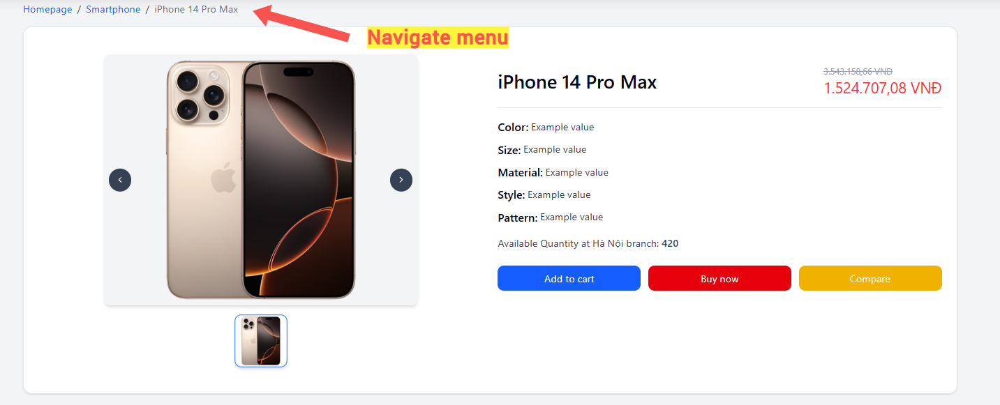 Homepage / Smartphone / iPhone 14 Pro Max
Navigate menu
iPhone 14 Pro Max
3.543.158,66 VNĐ
1.524.707,08 VNĐ
Color: Example value
Size: Example value
Material: Example value
Style: Example value
Pattern: Example value
Available Quantity at Hà Nội branch: 420
Add to cart
Buy now
Compare